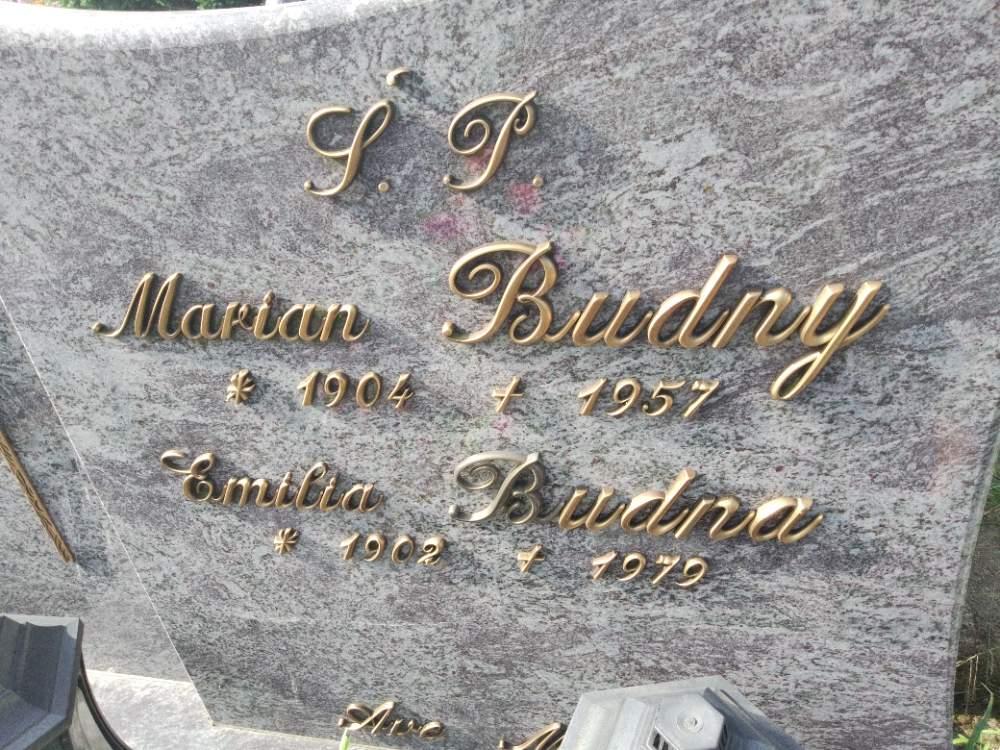 Ś. P.
Marian Budny
* 1904 + 1957
Emilia Budna
* 1902 + 1979
Ave